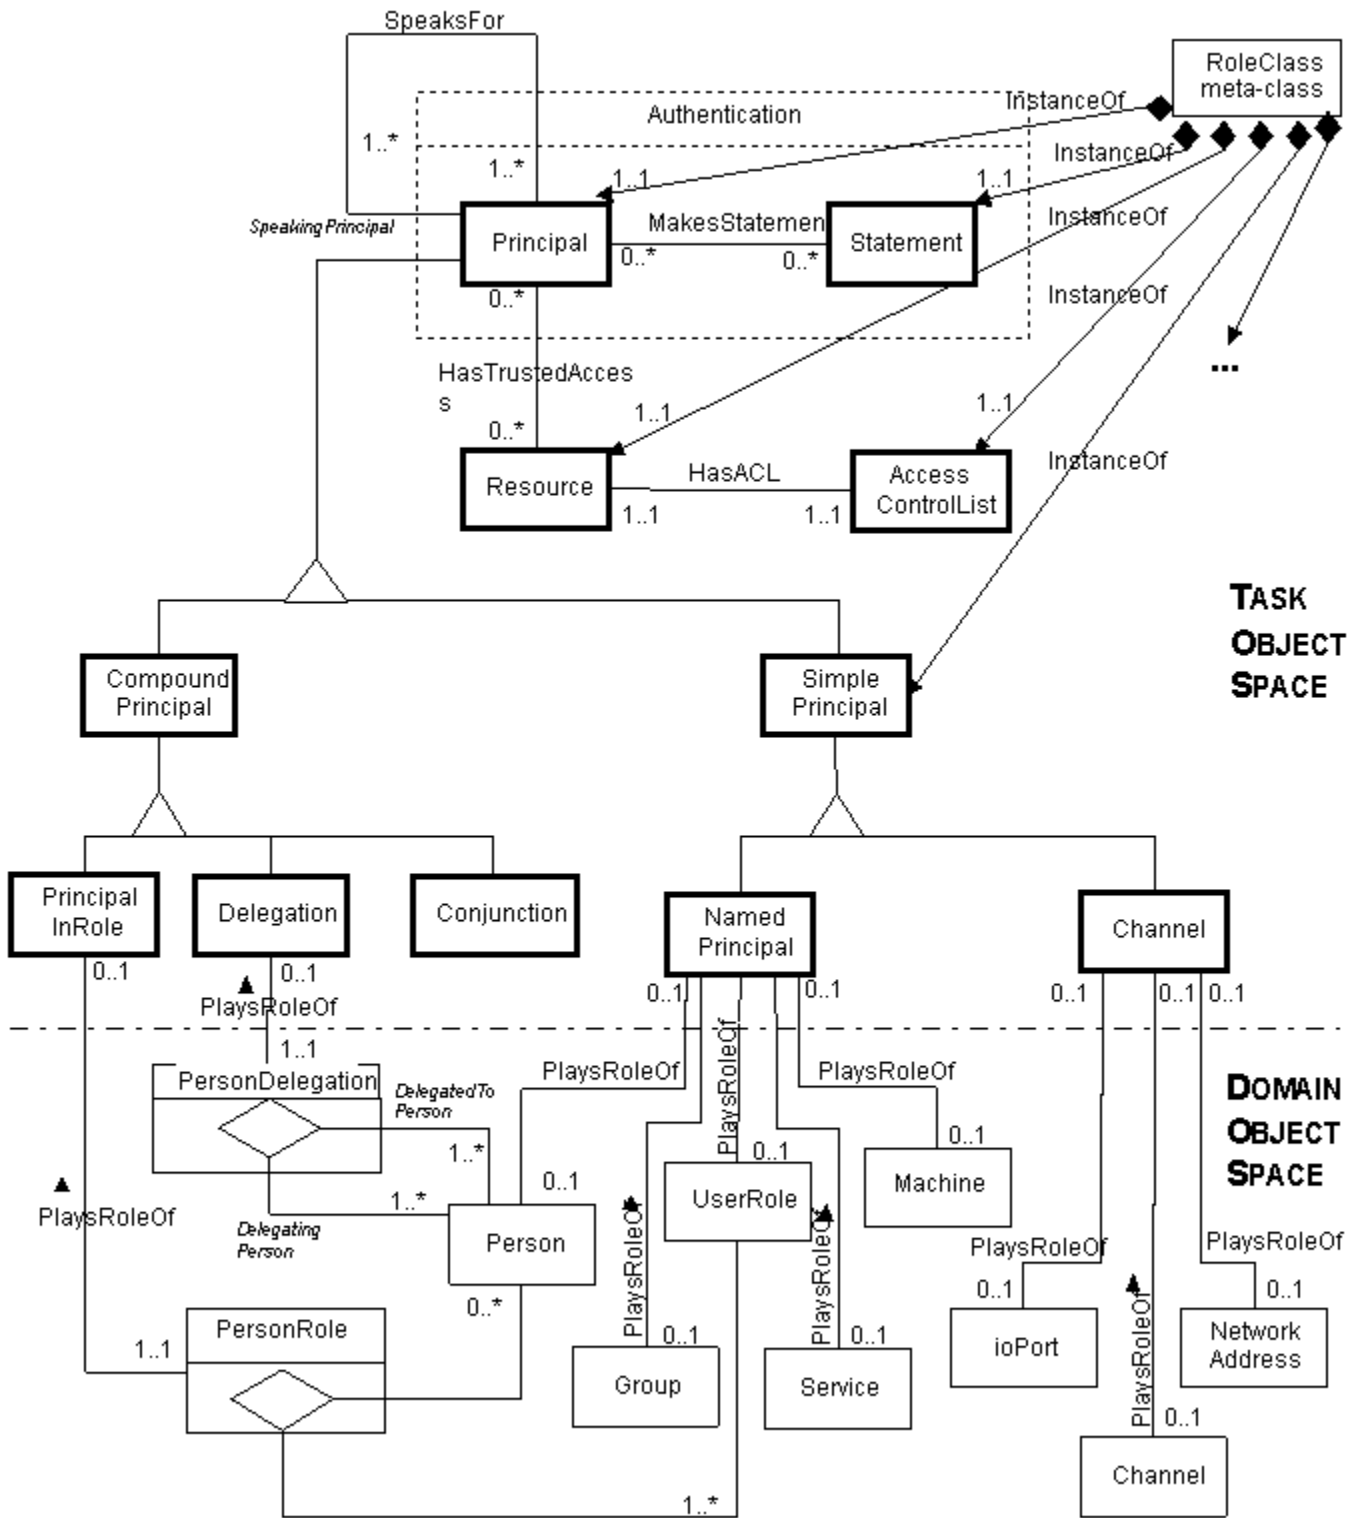 SpeaksFor
RoleClass
meta-class
InstanceOf
Authentication
1..*
1..*
1..1
InstanceOf
1..1
SpeakingPrincipal
MakesStatemen
InstanceOf
Principal
Statement
0..*
0..*
0..*
InstanceOf
HasTrustedAcces
s
...
1..1
1..1
0..*
HasACL
InstanceOf
Resource
Access
ControlList
1..1
1..1
TASK
OBJECT
SPACE
Compound
Principal
Simple
Principal
Principal
InRole
Delegation
Conjunction
Named
Principal
Channel
0..1
0..1
0..1
0..1
0..1
0..1
0..1
PlaysRoleOf
1..1
PersonDelegation
DelegatedTo
Person
PlaysRoleOf
PlaysRoleOf
PlaysRoleOf
DOMAIN
OBJECT
SPACE
1..*
0..1
0..1
0..1
Machine
UserRole
1..*
PlaysRoleOf
Delegating
Person
Person
PlaysRoleOf
PlaysRoleOf
PlaysRoleOf
PlaysRoleOf
0..*
0..1
0..1
PersonRole
1..1
0..1
0..1
ioPort
Network
Address
PlaysRoleOf
Group
Service
0..1
Channel
1..*